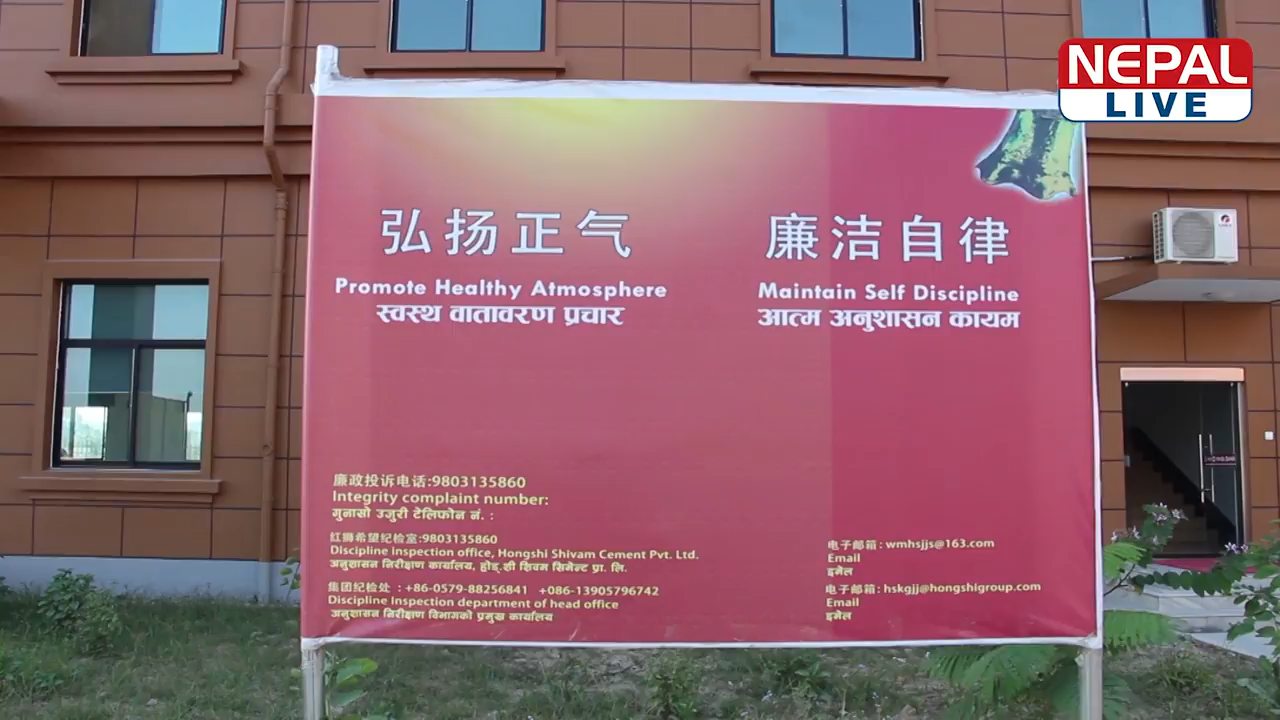 NEPAL
LIVE
弘扬正气
Promote Healthy Atmosphere
स्वस्थ वातावरण प्रचार
廉洁自律
Maintain Self Discipline
आत्म अनुशासन कायम
廉政投诉电话:9803135860
Integrity complaint number:
गुनासो उजुरी टेलिफोन नं. :
红狮希望纪检室:9803135860
Discipline Inspection office, Hongshi Shivam Cement Pvt. Ltd.
अनुशासन निरीक्षण कार्यालय, होङ्.शी शिवम सिमेन्ट प्रा. लि.
集团纪检处 : +86-0579-88256841 +086-13905796742
Discipline Inspection department of head office
अनुशासन निरीक्षण विभागको प्रमुख कार्यालय
电子邮箱: wmhsjjs@163.com
Email
इमेल
电子邮箱: hskgjj@hongshigroup.com
Email
इमेल